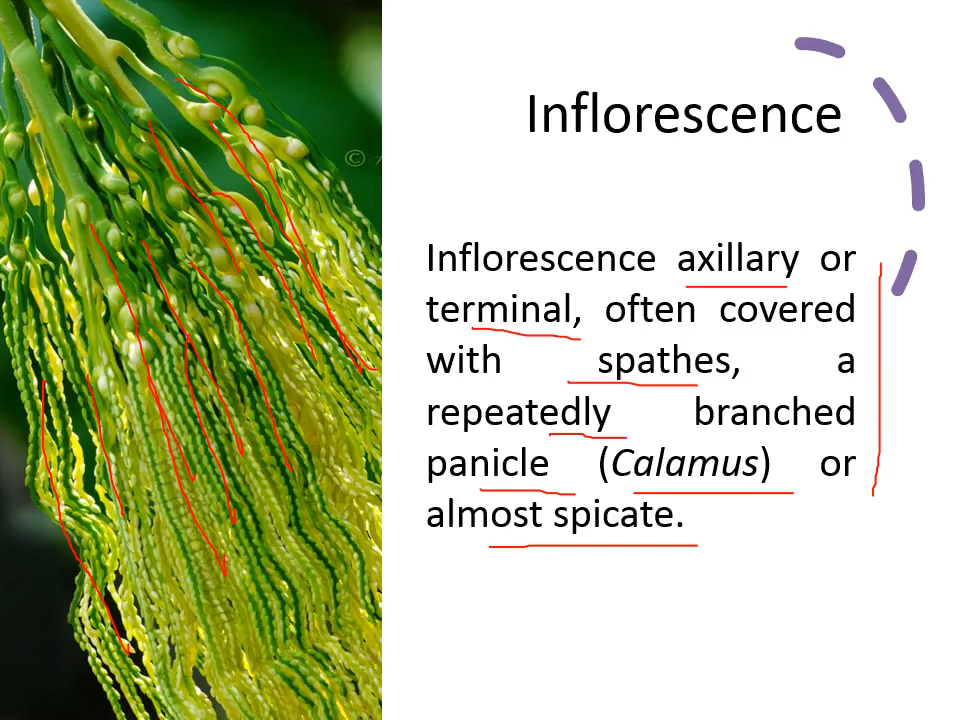 Inflorescence
Inflorescence axillary or
terminal, often covered
with spathes, a
repeatedly branched
panicle (Calamus) or
almost spicate.
©